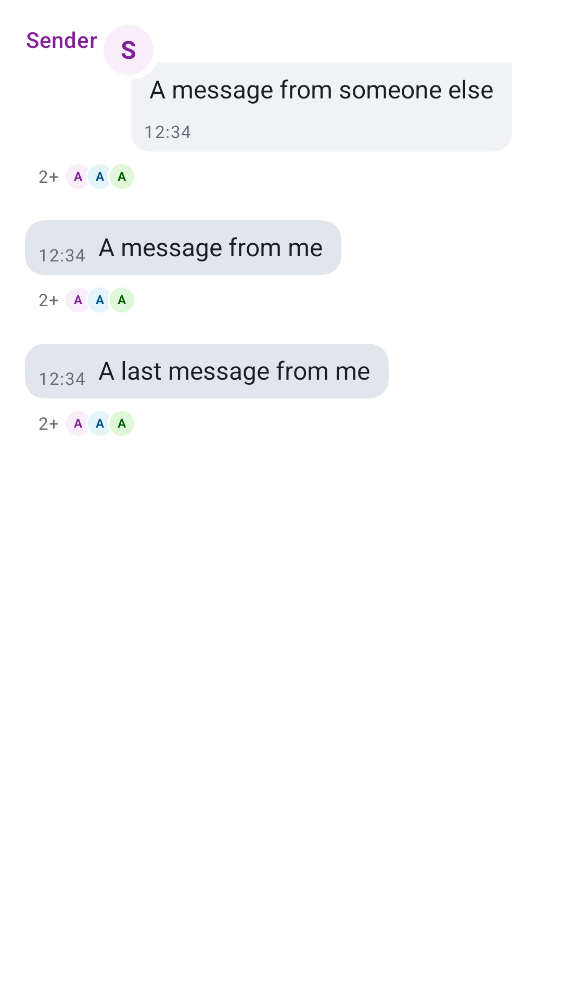 Sender S
A message from someone else
12:34
2+ A A A
12:34 A message from me
2+ A A A
12:34 A last message from me
2+ A A A